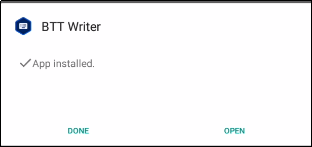 BTT Writer
App installed.
DONE
OPEN